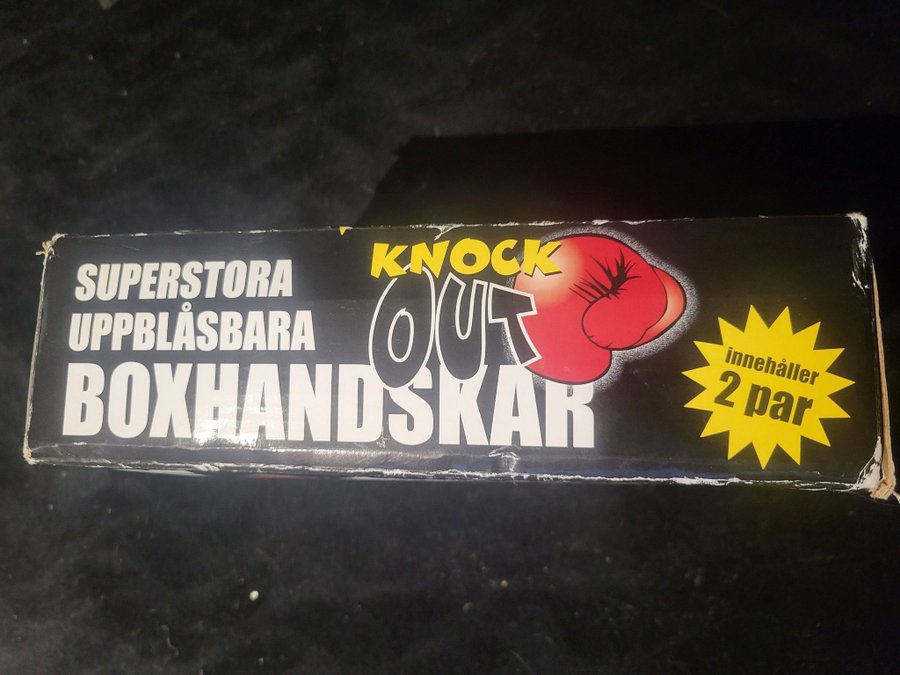 SUPERSTORA
UPPBLÅSBARA
BOXHANDSKAR
KNOCK
OUT
innehåller
2 par